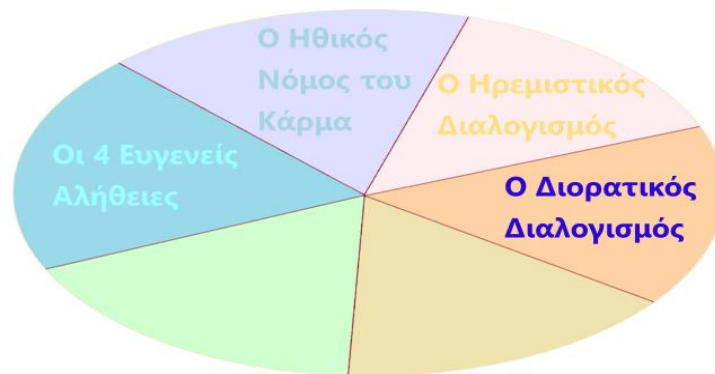 Ο Ηθικός
Νόμος του
Κάρμα
Ο Ηρεμιστικός
Διαλογισμός
Οι 4 Ευγενείς
Αλήθειες
Ο Διορατικός
Διαλογισμός